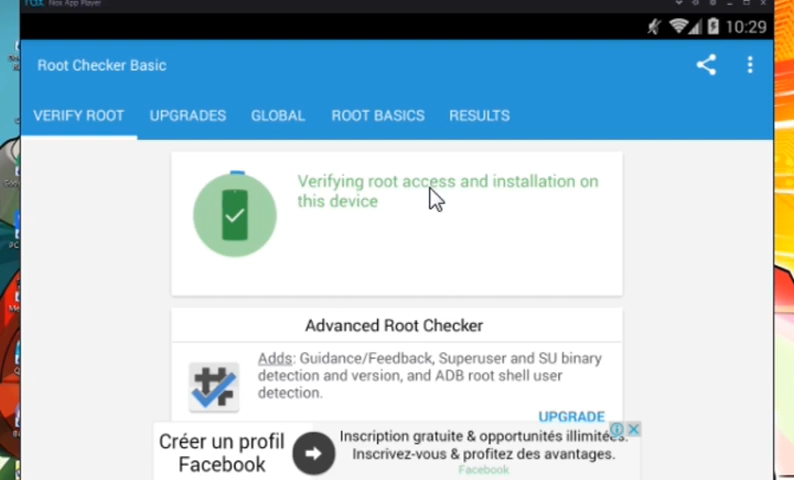 nox Nox App Player
10:29
Root Checker Basic
VERIFY ROOT UPGRADES GLOBAL ROOT BASICS RESULTS
Verifying root access and installation on
this device
Advanced Root Checker
Adds: Guidance/Feedback, Superuser and SU binary
detection and version, and ADB root shell user
detection.
UPGRADE
Créer un profil
Facebook
Inscription gratuite & opportunités illimitées.
Inscrivez-vous & profitez des avantages.
Facebook